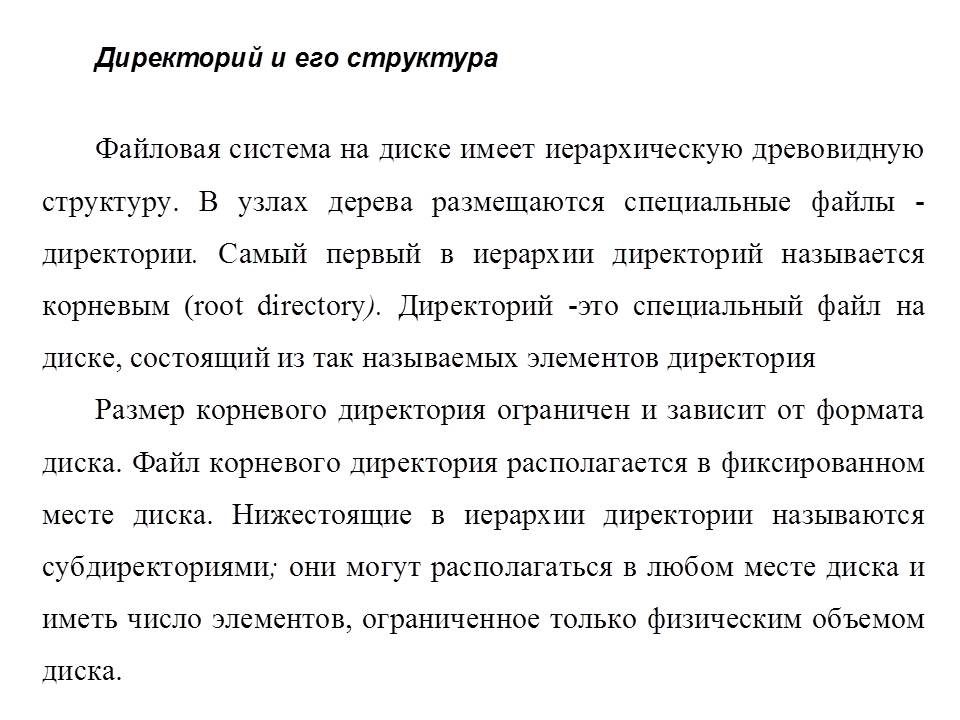 Директорий и его структура
Файловая система на диске имеет иерархическую древовидную
структуру. В узлах дерева размещаются специальные файлы -
директории. Самый первый в иерархии директорий называется
корневым (root directory). Директорий -это специальный файл на
диске, состоящий из так называемых элементов директория
Размер корневого директория ограничен и зависит от формата
диска. Файл корневого директория располагается в фиксированном
месте диска. Нижестоящие в иерархии директории называются
субдиректориями; они могут располагаться в любом месте диска и
иметь число элементов, ограниченное только физическим объемом
диска.